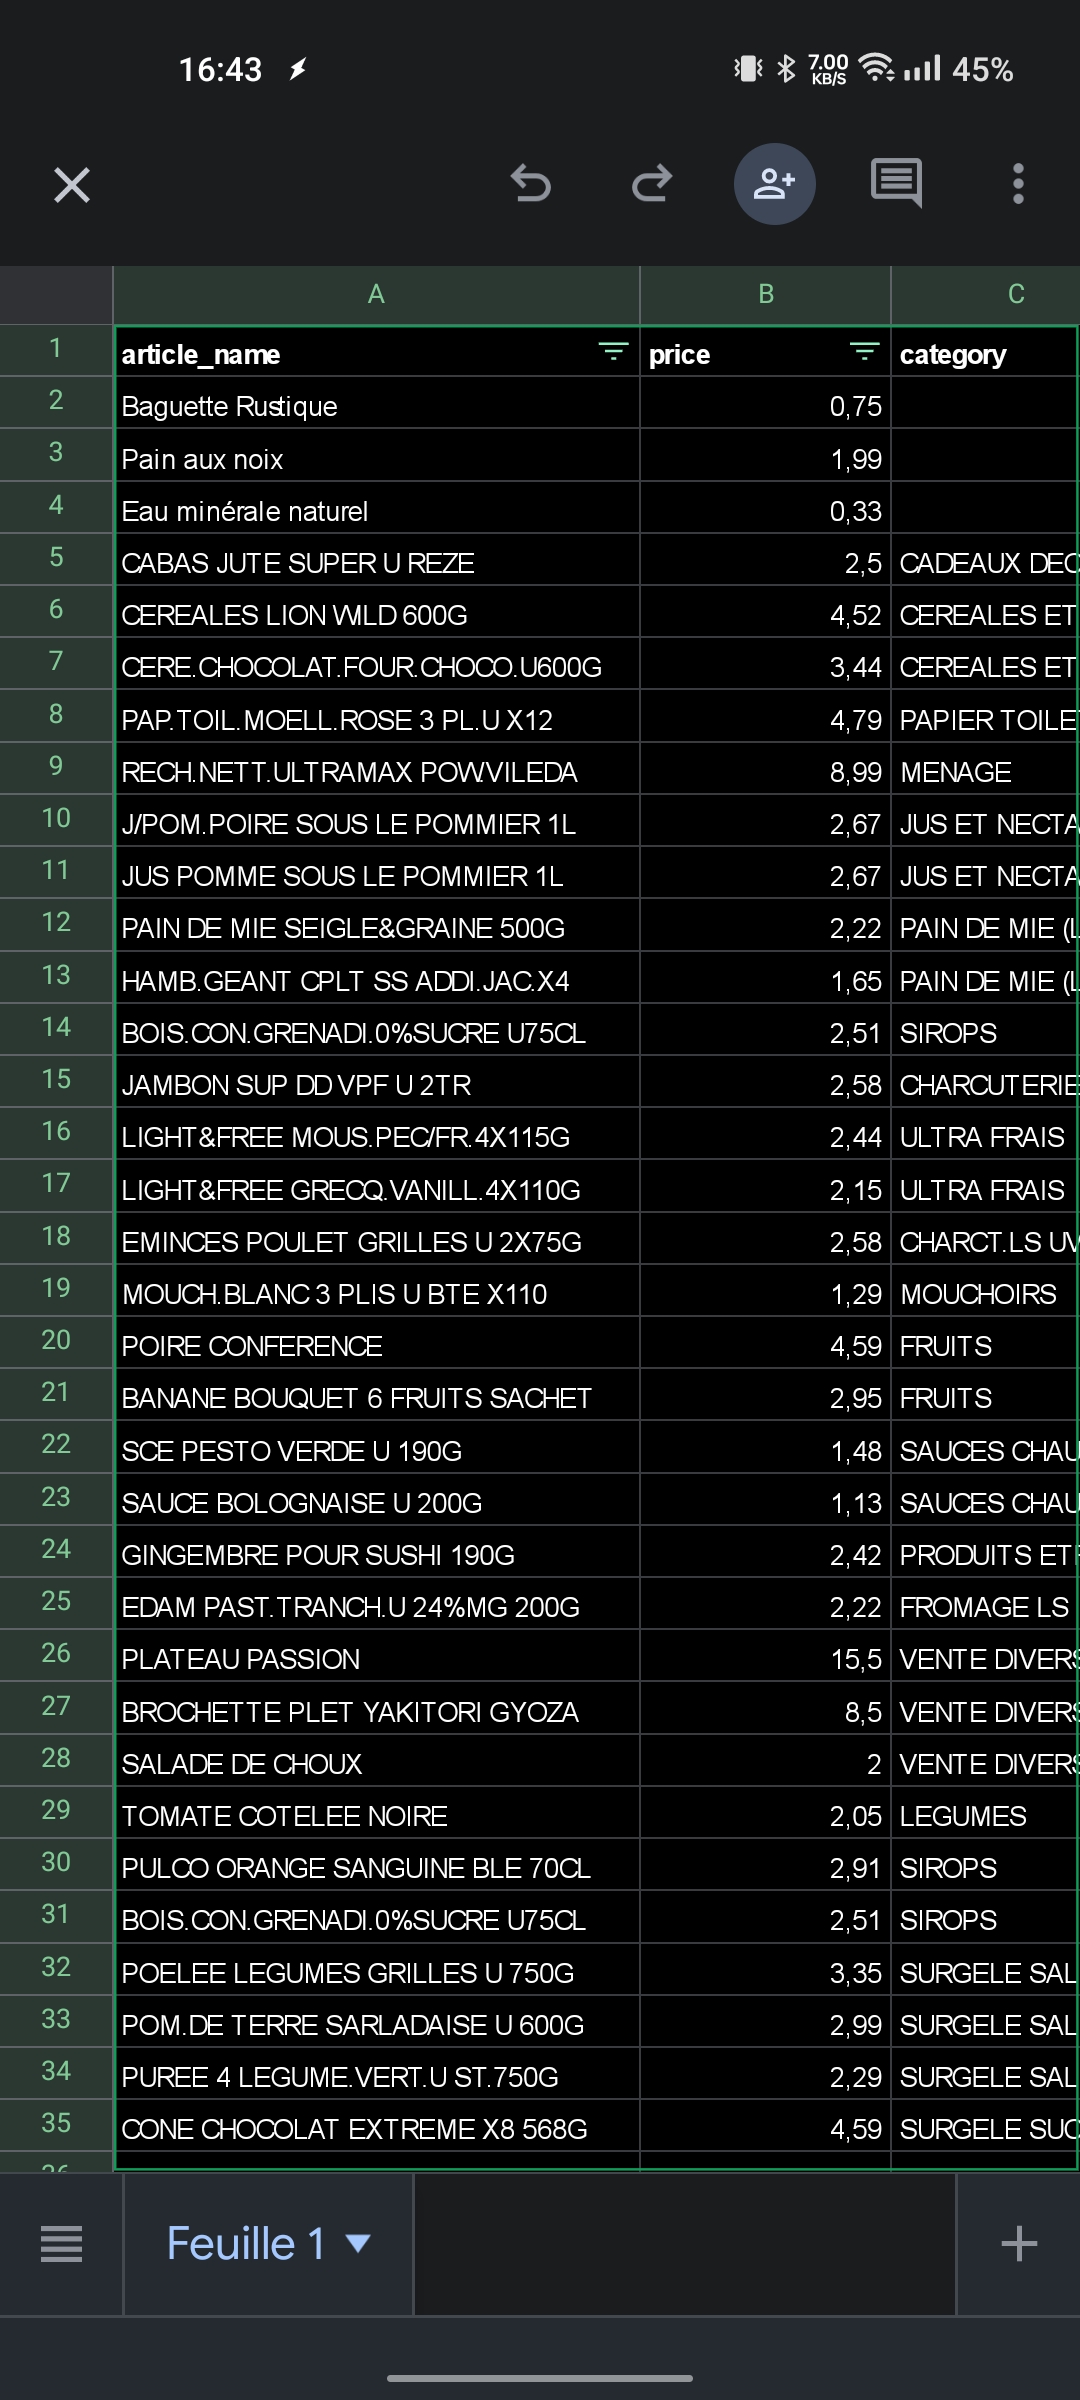 16:43 7.00 KB/S 45%
A B C
1 article_name price category
2 Baguette Rustique 0,75
3 Pain aux noix 1,99
4 Eau minérale naturel 0,33
5 CABAS JUTE SUPER U REZE 2,5 CADEAUX DEC
6 CEREALES LION WILD 600G 4,52 CEREALES ET
7 CERE.CHOCOLAT.FOUR.CHOCO.U600G 3,44 CEREALES ET
8 PAP.TOIL.MOELL.ROSE 3 PL.U X12 4,79 PAPIER TOILE
9 RECH.NETT.ULTRAMAX POW.VILEDA 8,99 MENAGE
10 J/POM.POIRE SOUS LE POMMIER 1L 2,67 JUS ET NECTA
11 JUS POMME SOUS LE POMMIER 1L 2,67 JUS ET NECTA
12 PAIN DE MIE SEIGLE&GRAINE 500G 2,22 PAIN DE MIE (L
13 HAMB.GEANT CPLT SS ADDI.JAC.X4 1,65 PAIN DE MIE (L
14 BOIS.CON.GRENADI.0%SUCRE U75CL 2,51 SIROPS
15 JAMBON SUP DD VPF U 2TR 2,58 CHARCUTERIE
16 LIGHT&FREE MOUS.PEC/FR.4X115G 2,44 ULTRA FRAIS
17 LIGHT&FREE GRECQ.VANILL.4X110G 2,15 ULTRA FRAIS
18 EMINCES POULET GRILLES U 2X75G 2,58 CHARCT.LS UV
19 MOUCH.BLANC 3 PLIS U BTE X110 1,29 MOUCHOIRS
20 POIRE CONFERENCE 4,59 FRUITS
21 BANANE BOUQUET 6 FRUITS SACHET 2,95 FRUITS
22 SCE PESTO VERDE U 190G 1,48 SAUCES CHAU
23 SAUCE BOLOGNAISE U 200G 1,13 SAUCES CHAU
24 GINGEMBRE POUR SUSHI 190G 2,42 PRODUITS ET
25 EDAM PAST.TRANCH.U 24%MG 200G 2,22 FROMAGE LS
26 PLATEAU PASSION 15,5 VENTE DIVERS
27 BROCHETTE PLET YAKITORI GYOZA 8,5 VENTE DIVERS
28 SALADE DE CHOUX 2 VENTE DIVERS
29 TOMATE COTELEE NOIRE 2,05 LEGUMES
30 PULCO ORANGE SANGUINE BLE 70CL 2,91 SIROPS
31 BOIS.CON.GRENADI.0%SUCRE U75CL 2,51 SIROPS
32 POELEE LEGUMES GRILLES U 750G 3,35 SURGELE SAL
33 POM.DE TERRE SARLADAISE U 600G 2,99 SURGELE SAL
34 PUREE 4 LEGUME.VERT.U ST.750G 2,29 SURGELE SAL
35 CONE CHOCOLAT EXTREME X8 568G 4,59 SURGELE SUC
Feuille 1